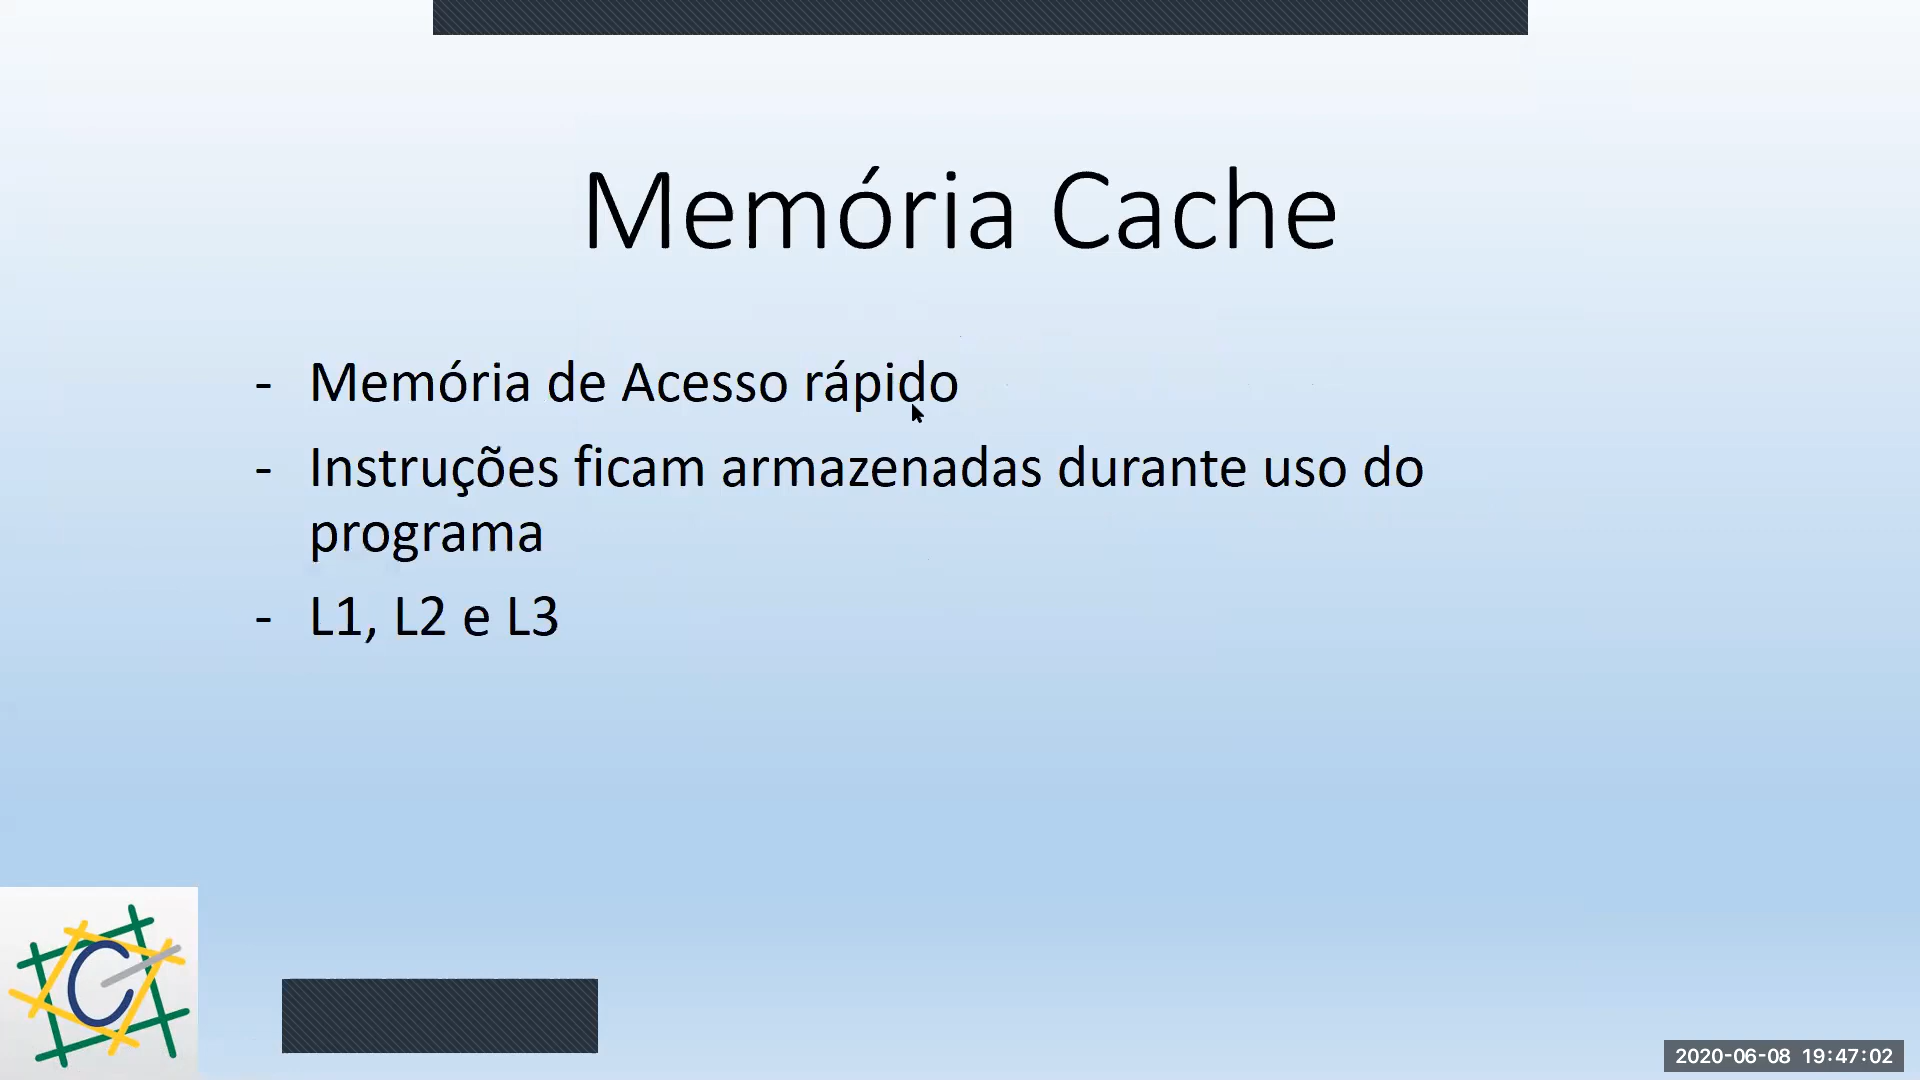 Memória Cache
- Memória de Acesso rápido
- Instruções ficam armazenadas durante uso do
programa
- L1, L2 e L3
2020-06-08 19:47:02